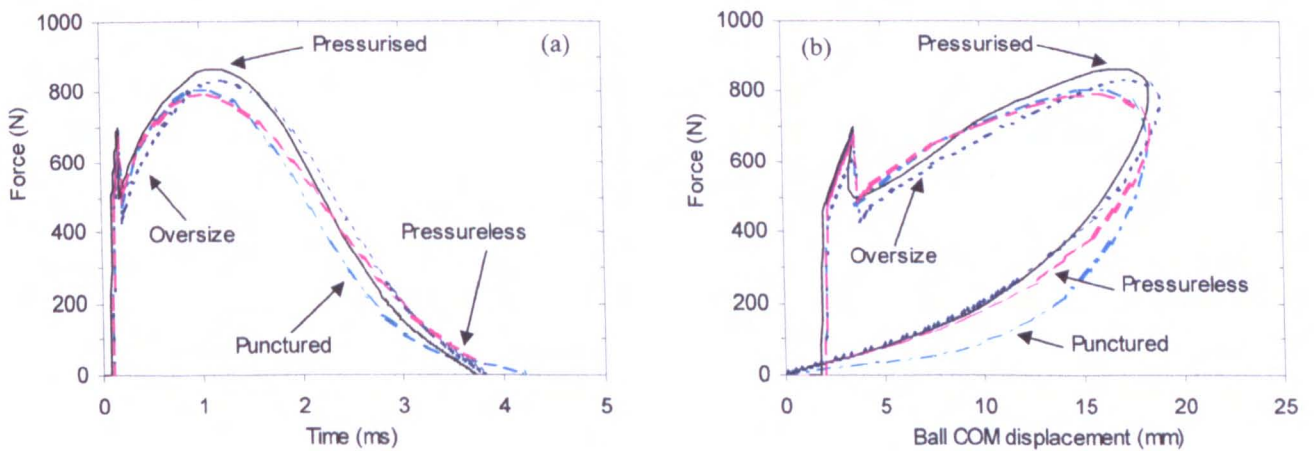 (a)
Force (N)
1000
800
600
400
200
0
Pressurised
Oversize
Pressureless
Punctured
0 1 2 3 4 5
Time (ms)
(b)
Force (N)
1000
800
600
400
200
0
Pressurised
Oversize
Pressureless
Punctured
0 5 10 15 20 25
Ball COM displacement (mm)